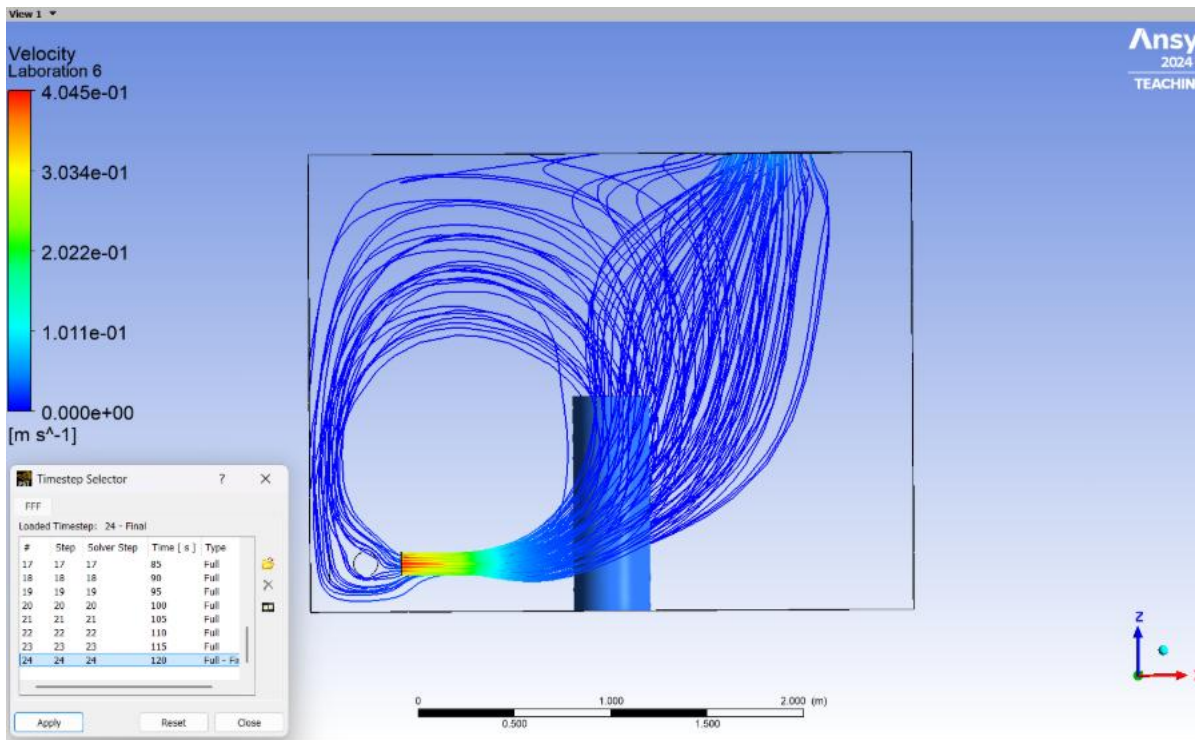 View 1
Velocity
Laboration 6
4.045e-01
3.034e-01
2.022e-01
1.011e-01
0.000e+00
[m s^-1]
Ansy
2024
TEACHIN
Timestep Selector ? X
FFF
Loaded Timestep: 24 - Final
# Step Solver Step Time [ s ] Type
17 17 17 85 Full
18 18 18 90 Full
19 19 19 95 Full
20 20 20 100 Full
21 21 21 105 Full
22 22 22 110 Full
23 23 23 115 Full
24 24 24 120 Full - Fi
Apply Reset Close
0 1.000 2.000 (m)
0.500 1.500
Z